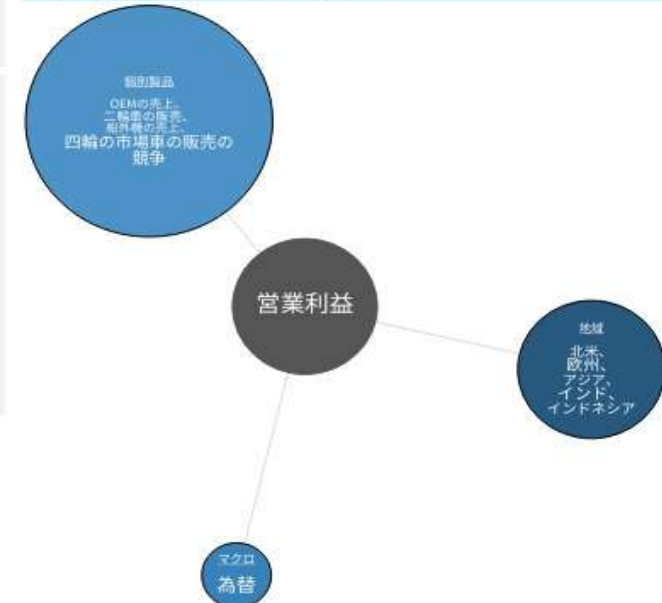 個別製品
OEMの売上、
二輪車の販売、
船外機の売上、
四輪の市場車の販売の
競争
営業利益
地域
北米、
欧州、
アジア、
インド、
インドネシア
マクロ
為替